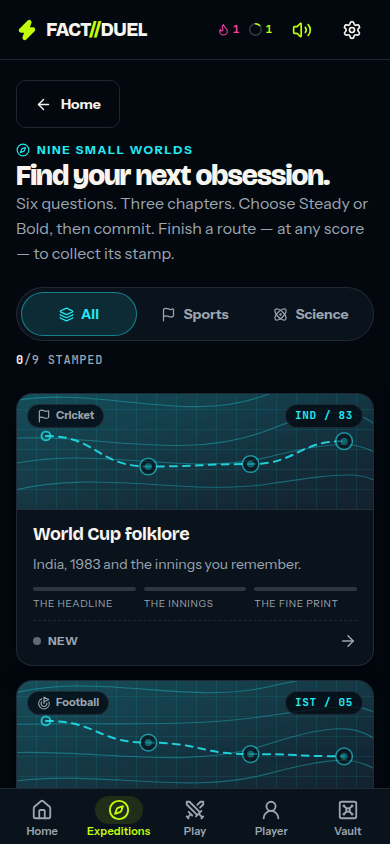 FACT//DUEL
1
1
Home
NINE SMALL WORLDS
Find your next obsession.
Six questions. Three chapters. Choose Steady or
Bold, then commit. Finish a route — at any score
— to collect its stamp.
All
Sports
Science
0/9 STAMPED
Cricket
IND / 83
World Cup folklore
India, 1983 and the innings you remember.
THE HEADLINE
THE INNINGS
THE FINE PRINT
NEW
Football
IST / 05
Home
Expeditions
Play
Player
Vault